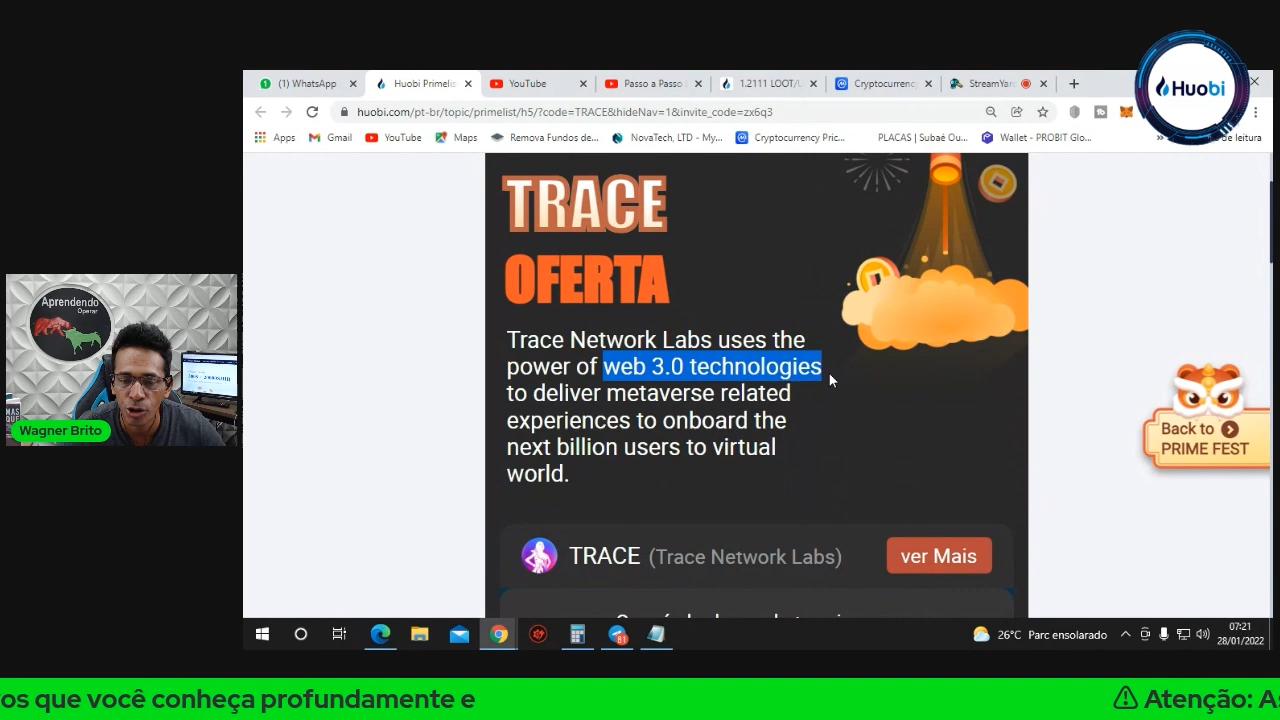 Huobi
(1) WhatsApp
Huobi Primelis
YouTube
Passo a Passo
1.2111 LOOT/U
Cryptocurrenc
StreamYard
huobi.com/pt-br/topic/primelist/h5/?code=TRACE&hideNav=1&invite_code=zx6q3
Apps
Gmail
YouTube
Maps
Remova Fundos de...
NovaTech, LTD - My...
Cryptocurrency Pric...
PLACAS | Subaé Ou...
Wallet - PROBIT Glo...
»
de leitura
TRACE
OFERTA
Trace Network Labs uses the
power of web 3.0 technologies
to deliver metaverse related
experiences to onboard the
next billion users to virtual
world.
TRACE (Trace Network Labs)
ver Mais
Back to
PRIME FEST
Aprendendo
Operar
Wagner Brito
81
26°C Parc ensolarado
07:21
28/01/2022
os que você conheça profundamente e
Atenção: As